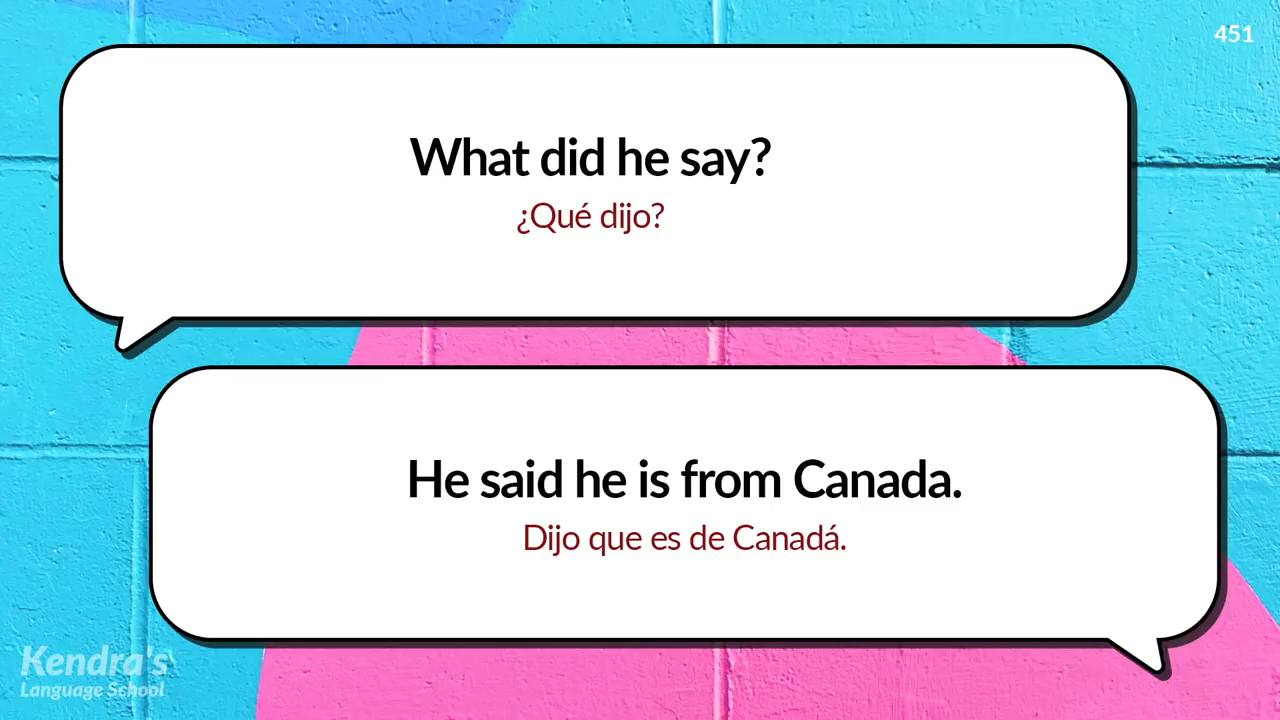 451
What did he say?
¿Qué dijo?
He said he is from Canada.
Dijo que es de Canadá.
Kendra's
Language School